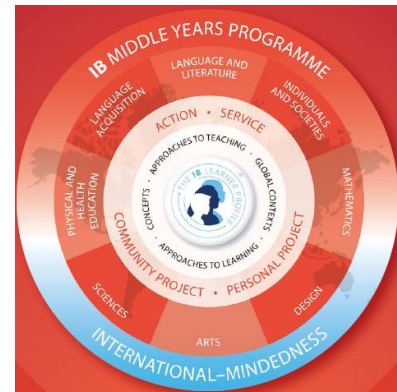 IB MIDDLE YEARS PROGRAMME
LANGUAGE AND
LITERATURE
INDIVIDUALS
AND SOCIETIES
MATHEMATICS
DESIGN
ARTS
SCIENCES
PHYSICAL AND
HEALTH
EDUCATION
LANGUAGE
ACQUISITION
ACTION • SERVICE
PERSONAL PROJECT
COMMUNITY PROJECT
APPROACHES TO TEACHING
GLOBAL CONTEXTS
APPROACHES TO LEARNING
CONCEPTS
THE IB LEARNER PROFILE
®
INTERNATIONAL–MINDEDNESS